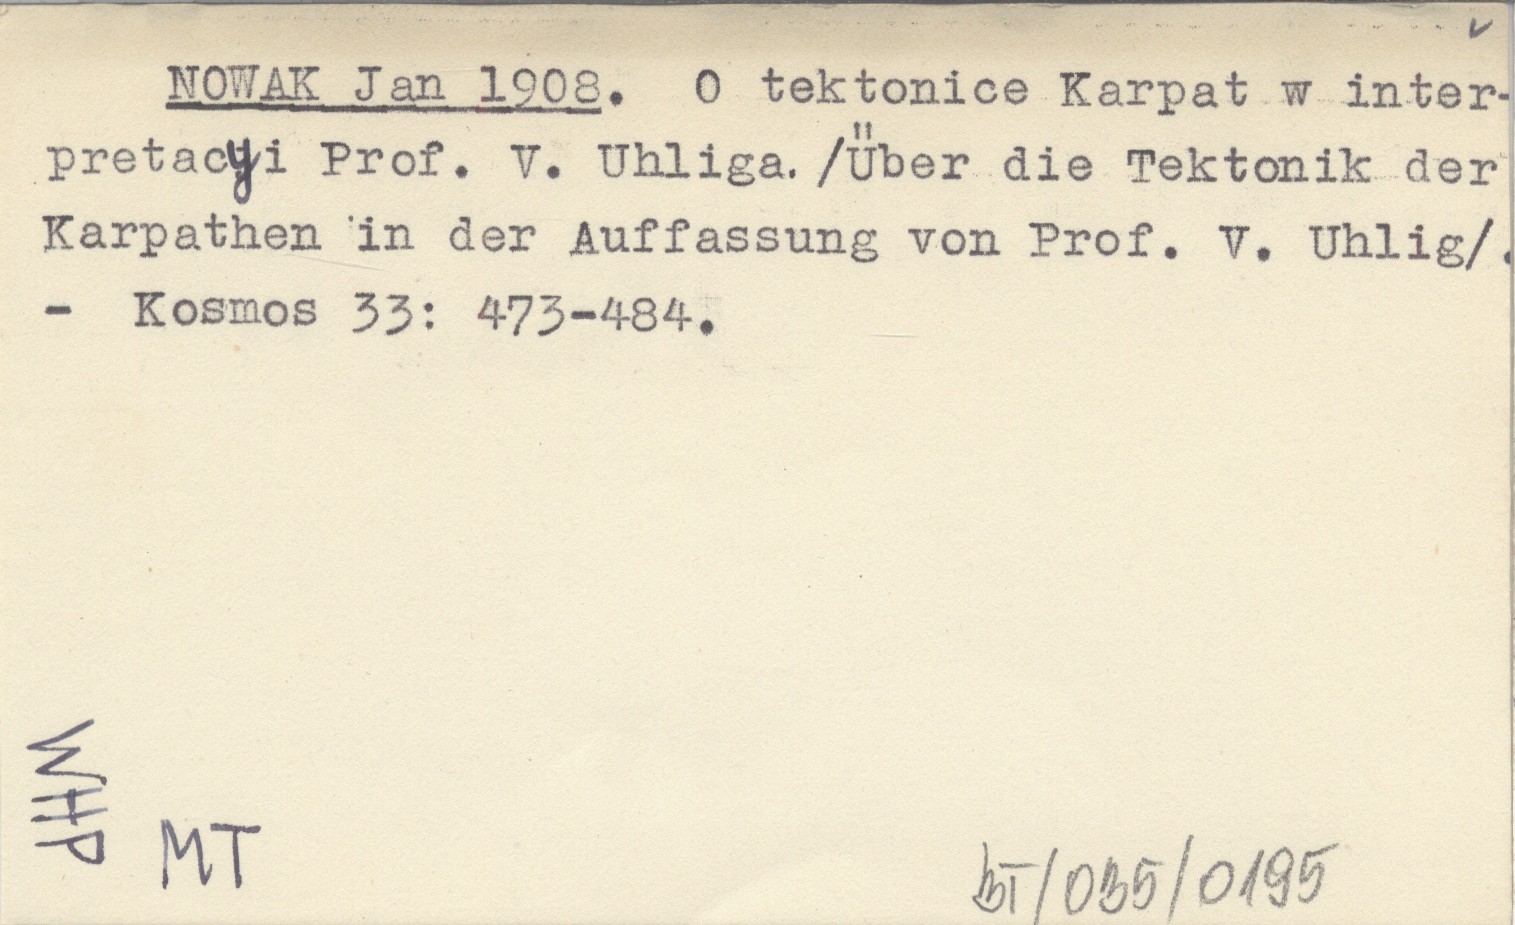 NOWAK Jan 1908. O tektonice Karpat w inter-
pretacyi Prof. V. Uhliga. /Über die Tektonik der
Karpathen in der Auffassung von Prof. V. Uhlig/.
- Kosmos 33: 473-484.
WHP
MT
BT/035/0195